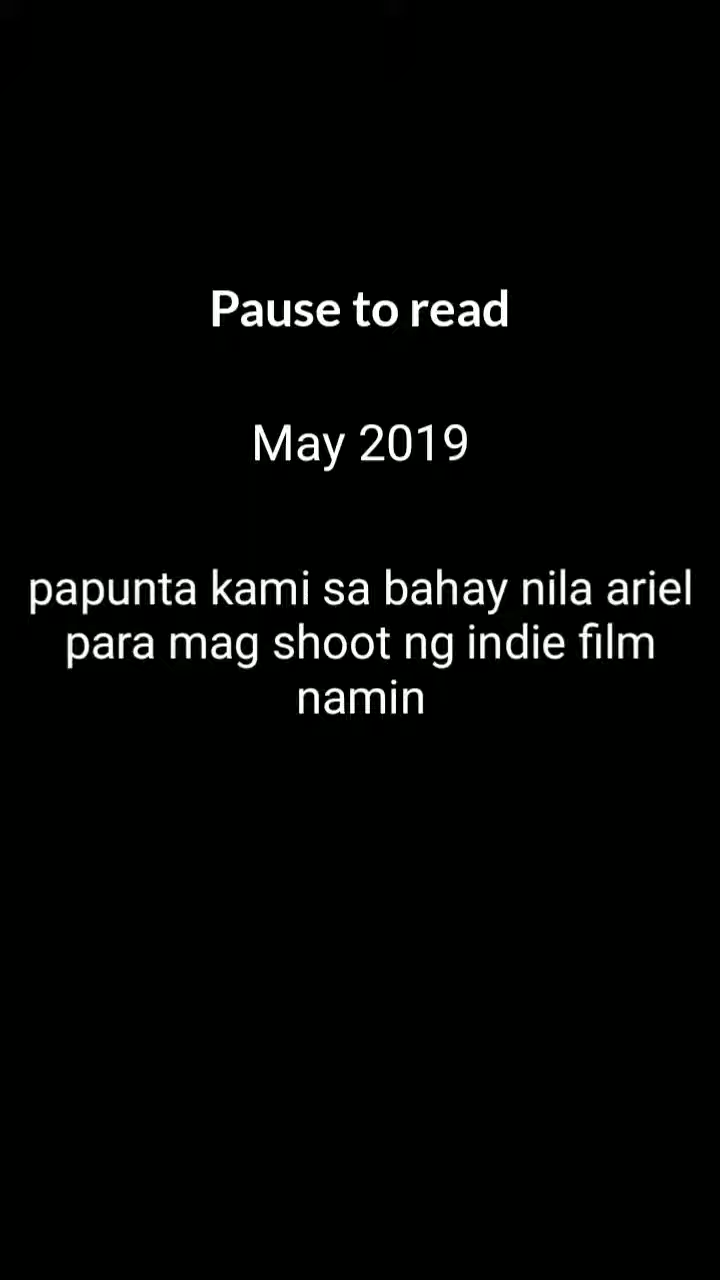 Pause to read
May 2019
papunta kami sa bahay nila ariel
para mag shoot ng indie film
namin